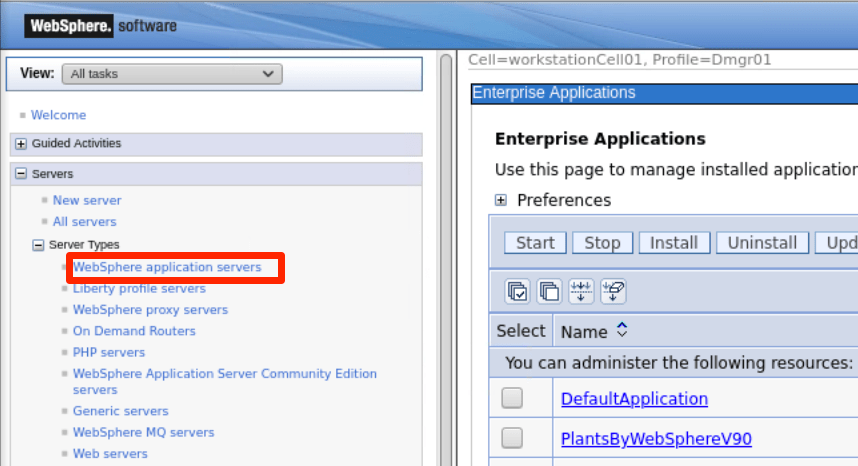 WebSphere. software
View: All tasks
Welcome
Guided Activities
Servers
New server
All servers
Server Types
WebSphere application servers
Liberty profile servers
WebSphere proxy servers
On Demand Routers
PHP servers
WebSphere Application Server Community Edition
servers
Generic servers
WebSphere MQ servers
Web servers
Cell=workstationCell01, Profile=Dmgr01
Enterprise Applications
Enterprise Applications
Use this page to manage installed application
Preferences
Start Stop Install Uninstall Upd
Select Name
You can administer the following resources:
DefaultApplication
PlantsByWebSphereV90